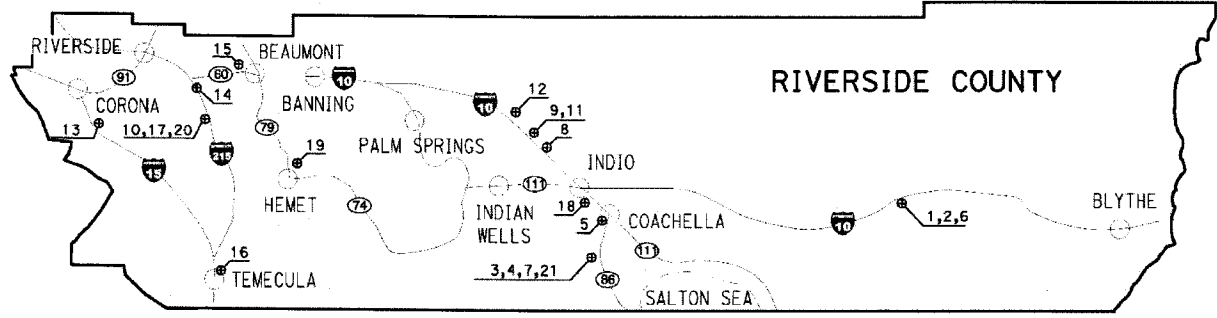 RIVERSIDE
91
CORONA
13
10,17,20
14
15
60
BEAUMONT
BANNING
10
RIVERSIDE COUNTY
79
19
HEMET
74
15
215
16
TEMECULA
PALM SPRINGS
10
12
9,11
8
INDIO
111
INDIAN
WELLS
18
5
COACHELLA
111
3,4,7,21
86
SALTON SEA
10
1,2,6
BLYTHE